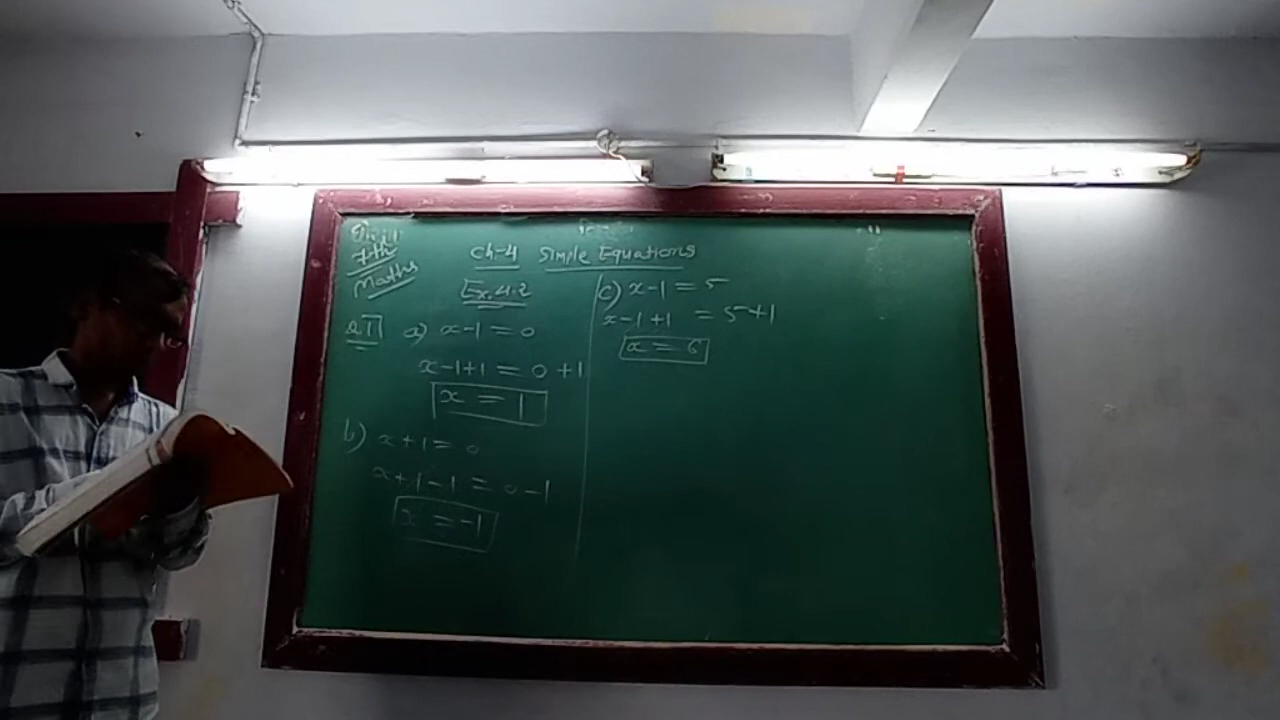 7th
Maths
Ch-4 Simple Equations
Ex. 4.2
Q1 a) x-1=0
x-1+1 = 0+1
x = 1
b) x+1=0
x+1-1 = 0-1
x = -1
c) x-1=5
x-1+1 = 5+1
x = 6